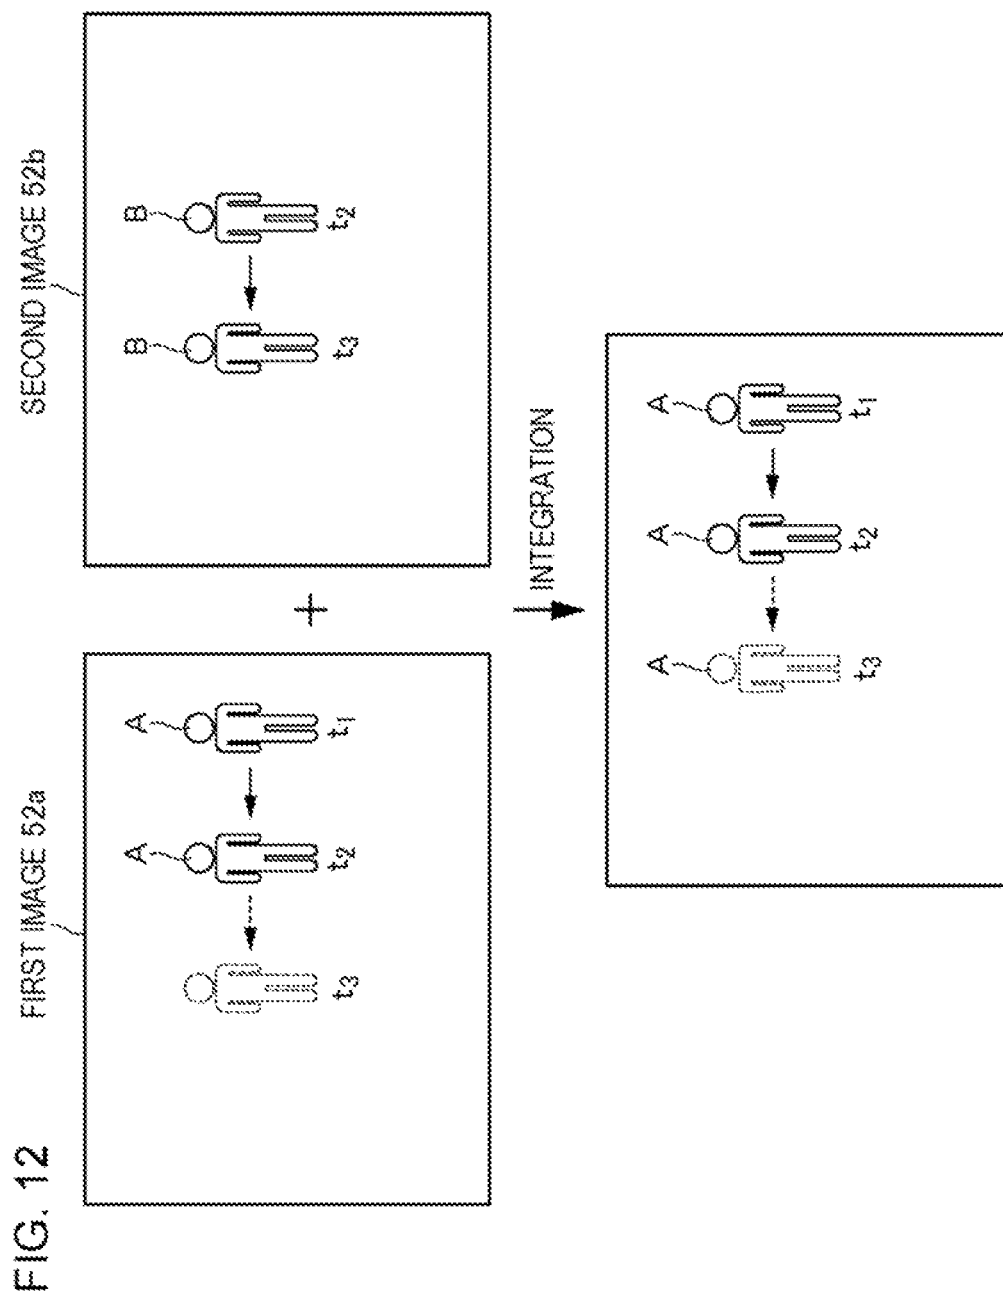 FIG. 12
FIRST IMAGE 52a
A A
t₃ t₂ t₁
+
SECOND IMAGE 52b
B B
t₃ t₂
INTEGRATION
A A A
t₃ t₂ t₁